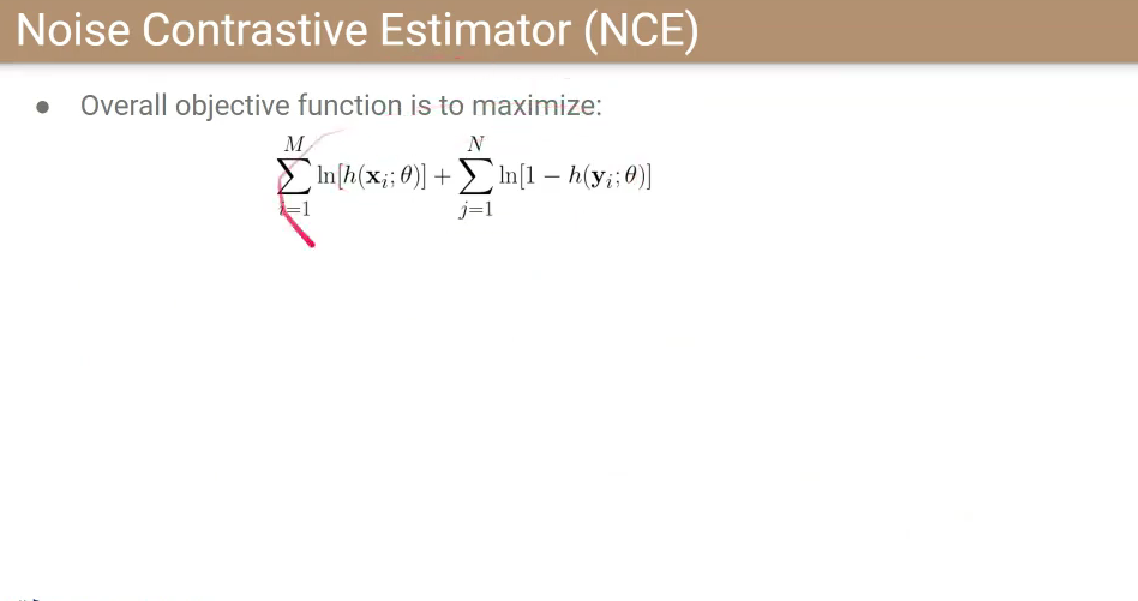 Noise Contrastive Estimator (NCE)
● Overall objective function is to maximize:
\sum_{i=1}^{M} \ln[h(\mathbf{x}_i; \theta)] + \sum_{j=1}^{N} \ln[1 - h(\mathbf{y}_i; \theta)]